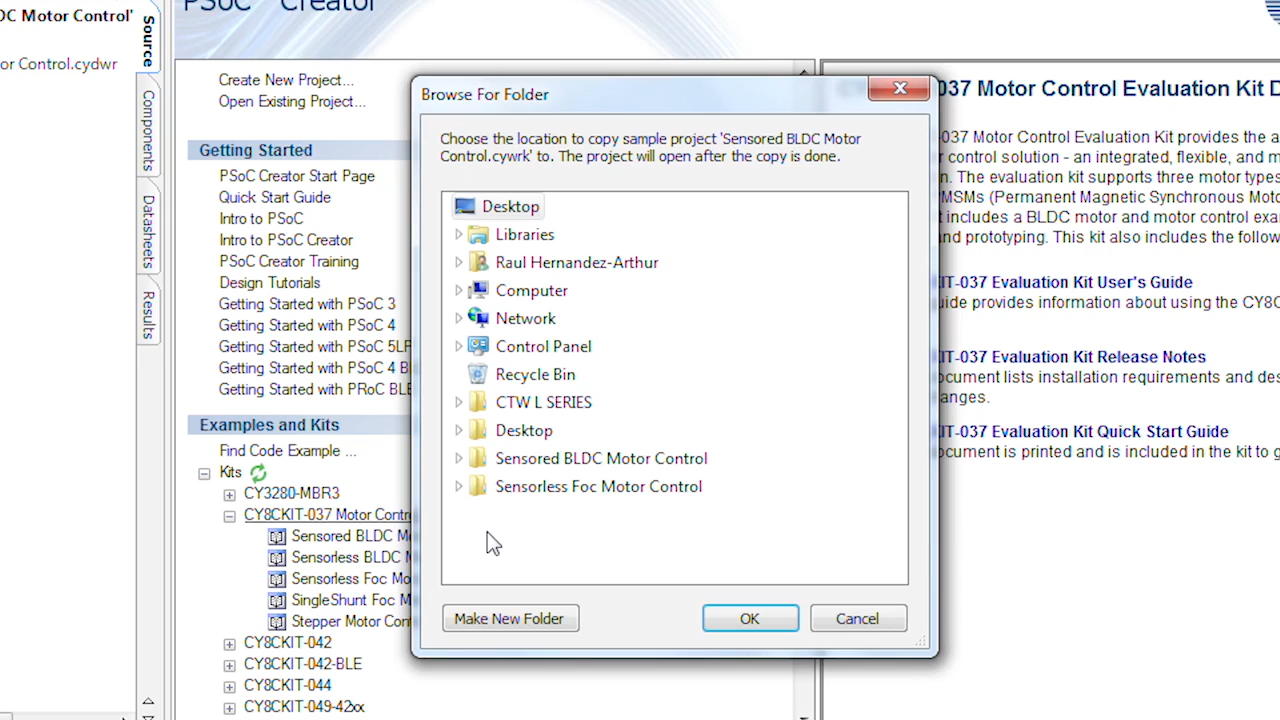 DC Motor Control'
or Control.cydwr
Source
Components
Datasheets
Results
PSoC Creator
Create New Project...
Open Existing Project...
Getting Started
PSoC Creator Start Page
Quick Start Guide
Intro to PSoC
Intro to PSoC Creator
PSoC Creator Training
Design Tutorials
Getting Started with PSoC 3
Getting Started with PSoC 4
Getting Started with PSoC 5LP
Getting Started with PSoC 4 B
Getting Started with PRoC BLE
Examples and Kits
Find Code Example ...
Kits
CY3280-MBR3
CY8CKIT-037 Motor Contr
Sensored BLDC M
Sensorless BLDC
Sensorless Foc Mo
SingleShunt Foc M
Stepper Motor Con
CY8CKIT-042
CY8CKIT-042-BLE
CY8CKIT-044
CY8CKIT-049-42xx
Browse For Folder
Choose the location to copy sample project 'Sensored BLDC Motor
Control.cywrk' to. The project will open after the copy is done.
Desktop
Libraries
Raul Hernandez-Arthur
Computer
Network
Control Panel
Recycle Bin
CTW L SERIES
Desktop
Sensored BLDC Motor Control
Sensorless Foc Motor Control
Make New Folder
OK
Cancel
037 Motor Control Evaluation Kit D
-037 Motor Control Evaluation Kit provides the a
r control solution - an integrated, flexible, and m
n. The evaluation kit supports three motor types
PMSMs (Permanent Magnetic Synchronous Moto
t includes a BLDC motor and motor control exa
and prototyping. This kit also includes the follow
IT-037 Evaluation Kit User's Guide
uide provides information about using the CY8C
IT-037 Evaluation Kit Release Notes
ocument lists installation requirements and des
anges.
IT-037 Evaluation Kit Quick Start Guide
ocument is printed and is included in the kit to g